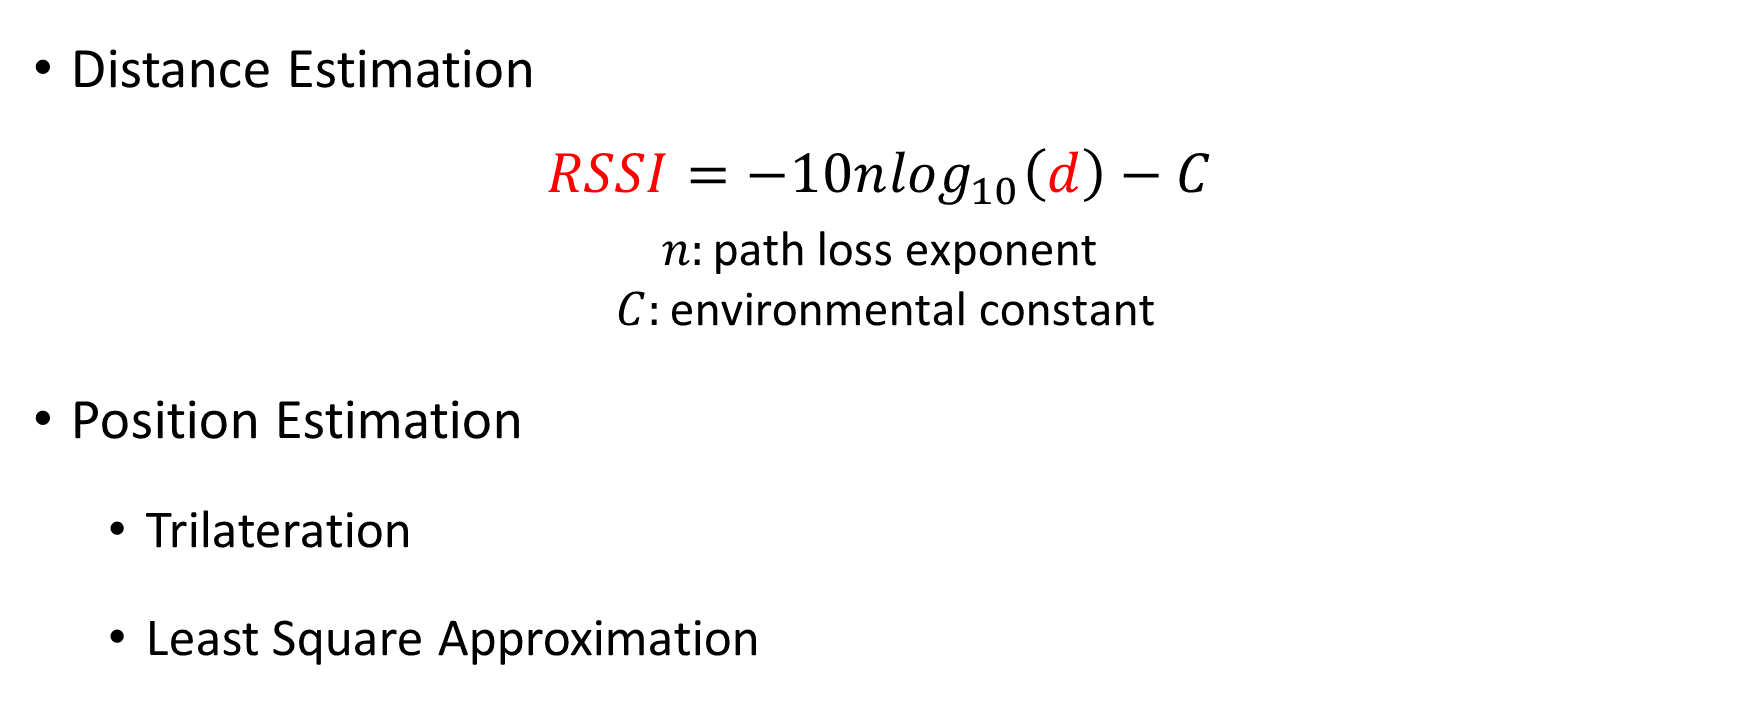 • Distance Estimation
RSSI = −10nlog₁₀(d) − C
n: path loss exponent
C: environmental constant
• Position Estimation
• Trilateration
• Least Square Approximation